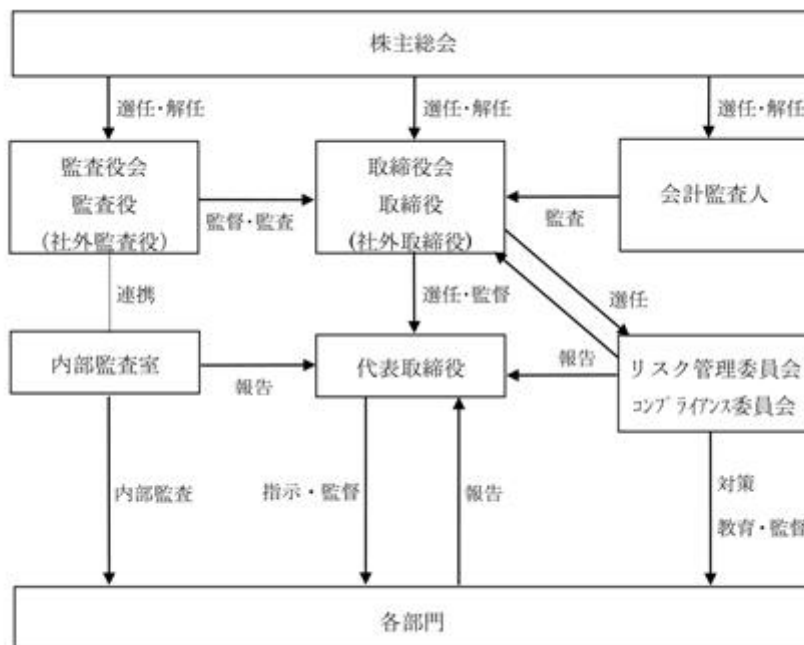 株主総会
選任・解任
選任・解任
選任・解任
監査役会
監査役
(社外監査役)
監督・監査
取締役会
取締役
(社外取締役)
監査
会計監査人
連携
選任・監督
選任
内部監査室
報告
代表取締役
報告
リスク管理委員会
コンプライアンス委員会
内部監査
指示・監督
報告
対策
教育・監督
各部門